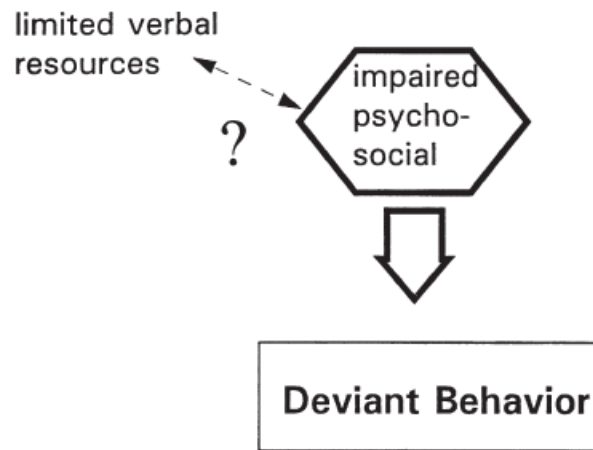 limited verbal
resources
?
impaired
psycho-
social
Deviant Behavior